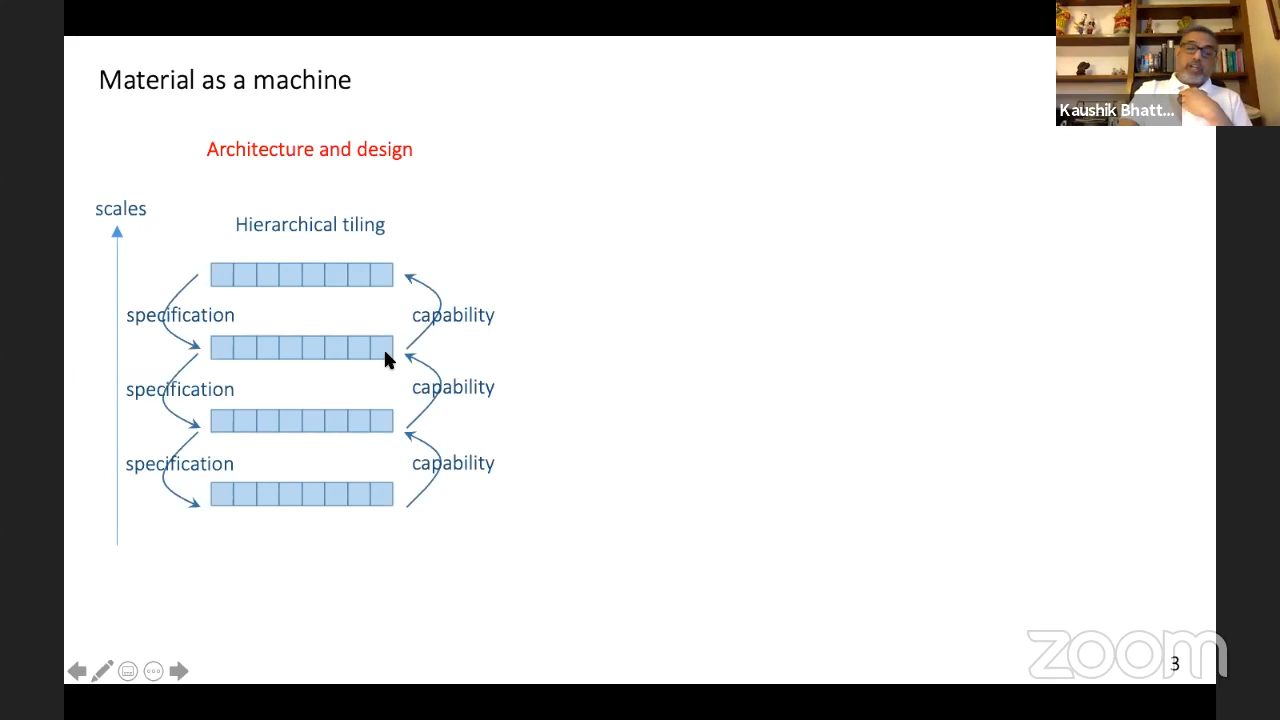 Material as a machine
Kaushik Bhatt...
Architecture and design
scales
Hierarchical tiling
specification
capability
specification
capability
specification
capability
zoom
3